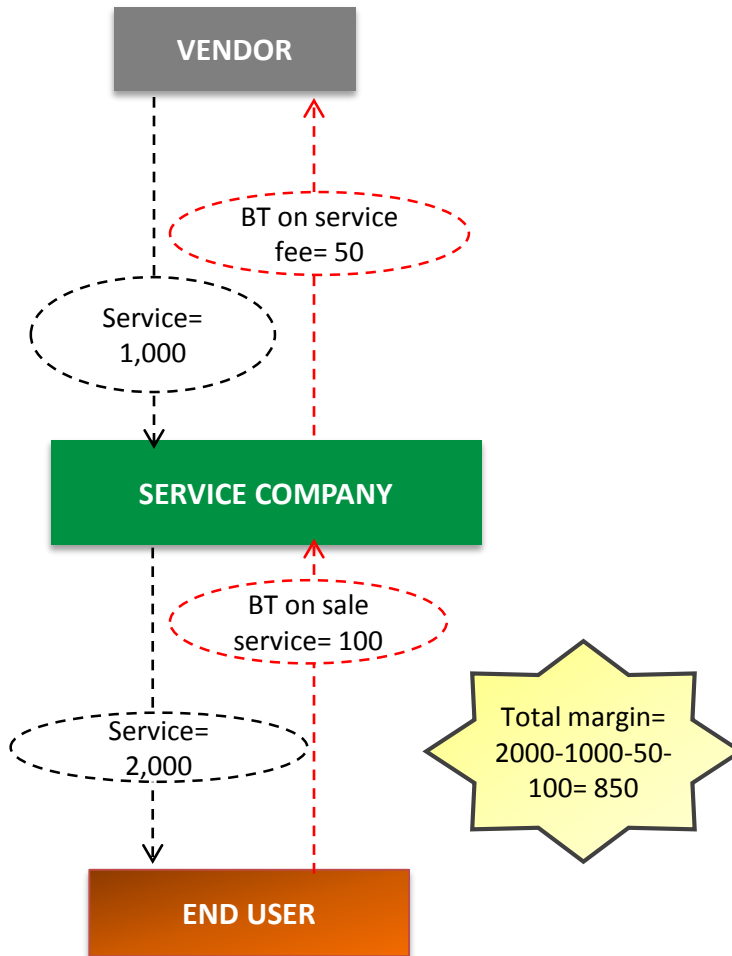 VENDOR
BT on service
fee= 50
Service=
1,000
SERVICE COMPANY
BT on sale
service= 100
Service=
2,000
Total margin=
2000-1000-50-
100= 850
END USER